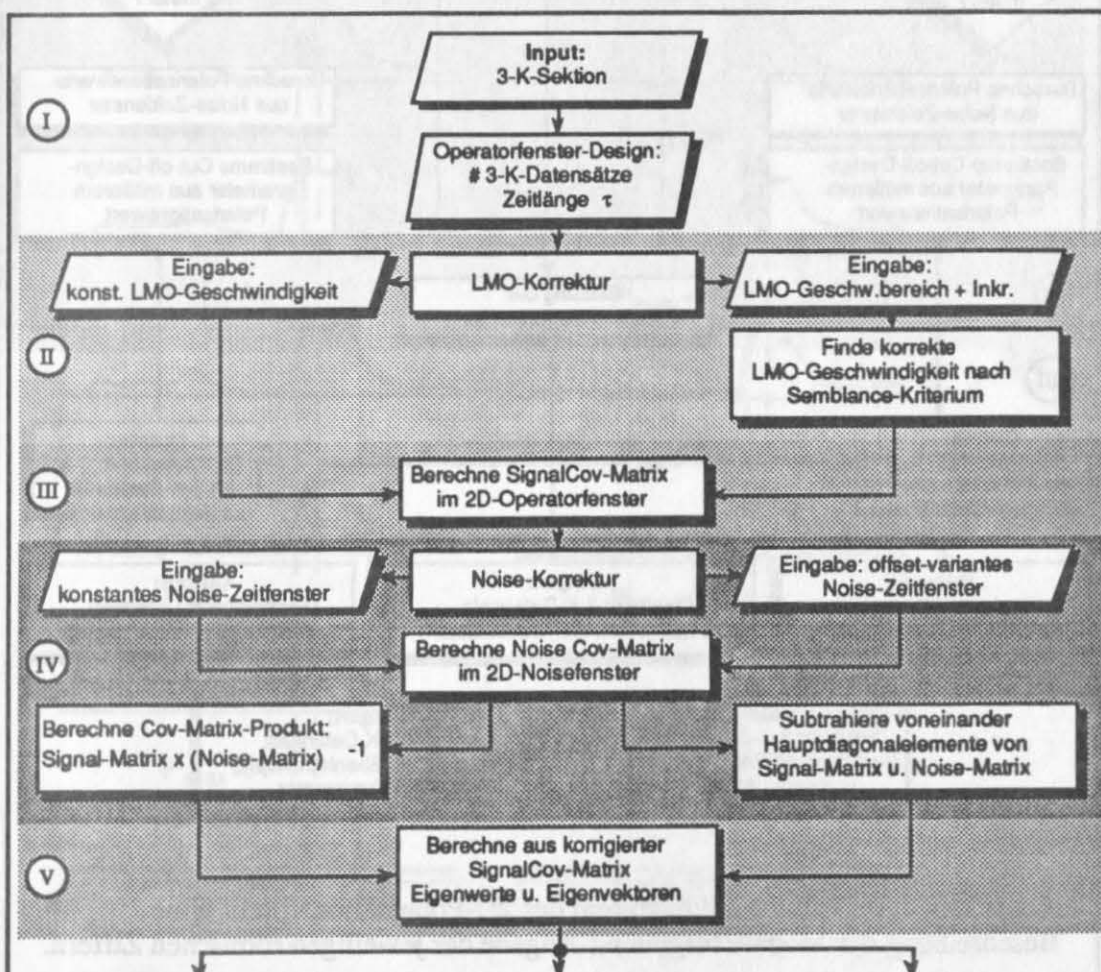 Input:
3-K-Sektion
I
Operatorfenster-Design:
# 3-K-Datensätze
Zeitlänge τ
Eingabe:
konst. LMO-Geschwindigkeit
LMO-Korrektur
Eingabe:
LMO-Geschw.bereich + Inkr.
II
Finde korrekte
LMO-Geschwindigkeit nach
Semblance-Kriterium
III
Berechne SignalCov-Matrix
im 2D-Operatorfenster
Eingabe:
konstantes Noise-Zeitfenster
Noise-Korrektur
Eingabe: offset-variantes
Noise-Zeitfenster
IV
Berechne Noise Cov-Matrix
im 2D-Noisefenster
Berechne Cov-Matrix-Produkt:
Signal-Matrix x (Noise-Matrix) -1
Subtrahiere voneinander
Hauptdiagonalelemente von
Signal-Matrix u. Noise-Matrix
V
Berechne aus korrigierter
SignalCov-Matrix
Eigenwerte u. Eigenvektoren